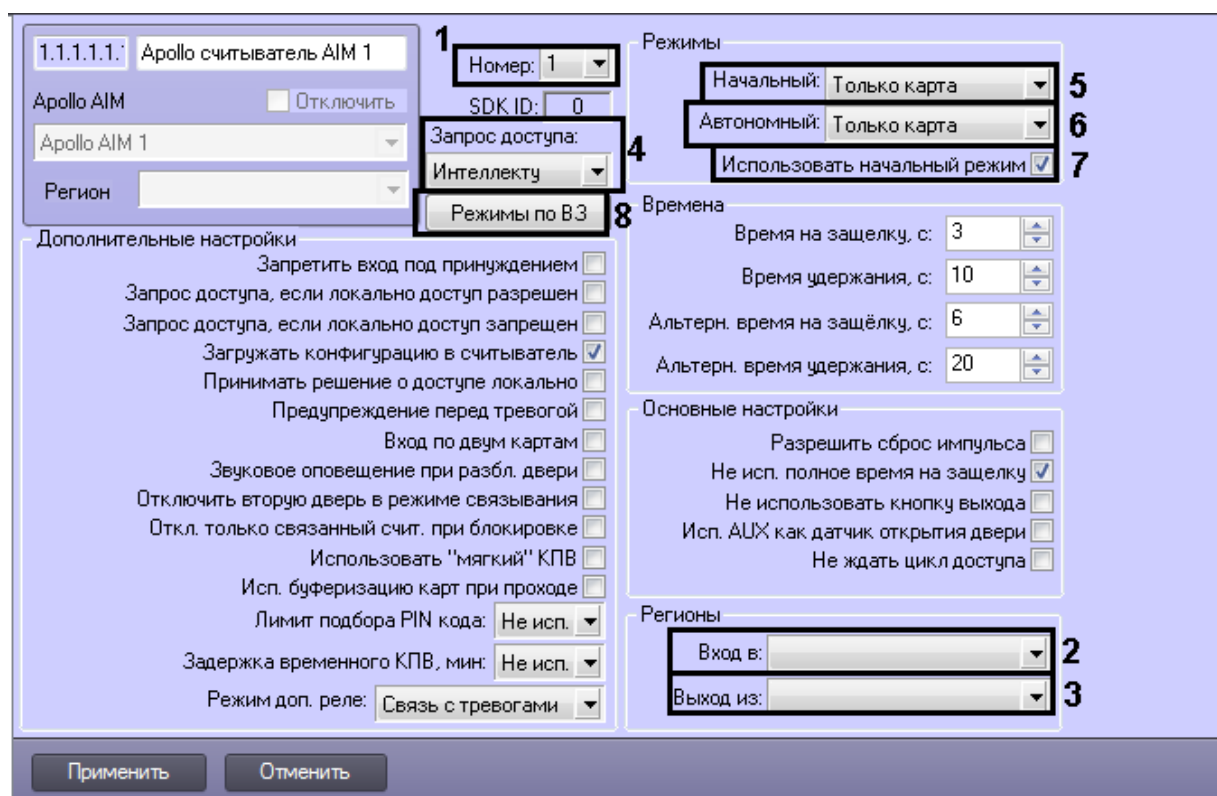 1.1.1.1.1 Apollo считыватель AIM 1
Apollo AIM Отключить
Apollo AIM 1
Регион
1
Номер: 1
SDK ID: 0
Запрос доступа:
Интеллекту
4
Режимы по ВЗ
8
Дополнительные настройки
Запретить вход под принуждением
Запрос доступа, если локально доступ разрешен
Запрос доступа, если локально доступ запрещен
Загружать конфигурацию в считыватель
Принимать решение о доступе локально
Предупреждение перед тревогой
Вход по двум картам
Звуковое оповещение при разбл. двери
Отключить вторую дверь в режиме связывания
Откл. только связанный счит. при блокировке
Использовать "мягкий" КПВ
Исп. буферизацию карт при проходе
Лимит подбора PIN кода: Не исп.
Задержка временного КПВ, мин: Не исп.
Режим доп. реле: Связь с тревогами
Режимы
Начальный: Только карта 5
Автономный: Только карта 6
Использовать начальный режим 7
Времена
Время на защелку, с: 3
Время удержания, с: 10
Альтерн. время на защёлку, с: 6
Альтерн. время удержания, с: 20
Основные настройки
Разрешить сброс импульса
Не исп. полное время на защелку
Не использовать кнопку выхода
Исп. AUX как датчик открытия двери
Не ждать цикл доступа
Регионы
Вход в: 2
Выход из: 3
Применить Отменить